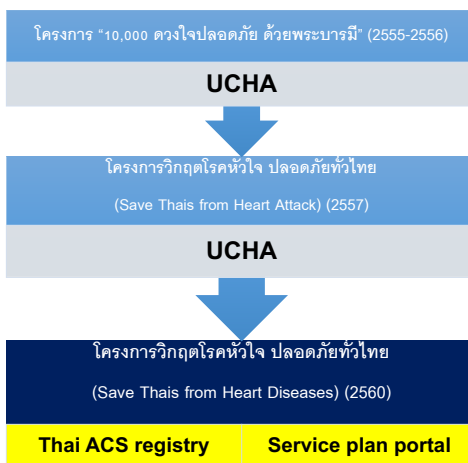 โครงการ “10,000 ดวงใจปลอดภัย ด้วยพระบารมี” (2555-2556)
UCHA
โครงการวิกฤตโรคหัวใจ ปลอดภัยทั่วไทย
(Save Thais from Heart Attack) (2557)
UCHA
โครงการวิกฤตโรคหัวใจ ปลอดภัยทั่วไทย
(Save Thais from Heart Diseases) (2560)
Thai ACS registry
Service plan portal